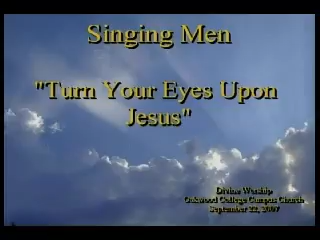 Singing Men
"Turn Your Eyes Upon
Jesus"
Divine Worship
Oakwood College Campus Church
September 22, 2007